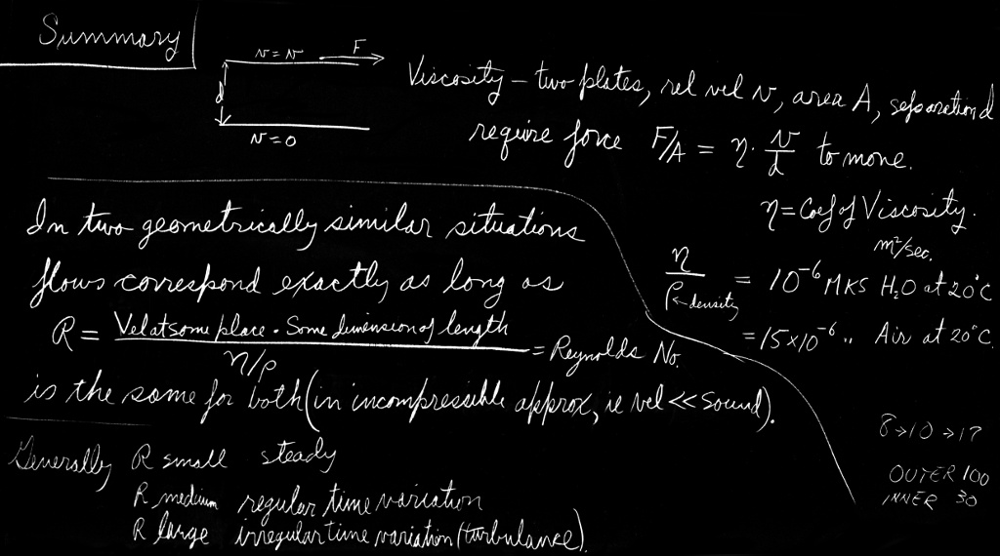 Summary
v = v F
d
v = 0
Viscosity – two plates, rel vel v, area A, separation d
require force F/A = η · v/d to move.
η = Coef of Viscosity.
m²/sec.
η / ρ ← density = 10⁻⁶ MKS H₂O at 20°C
= 15×10⁻⁶ " Air at 20°C.
In two geometrically similar situations
flows correspond exactly as long as
R = Vel at some place · Some dimension of length / η/ρ = Reynolds No.
is the same for both (in incompressible approx, ie vel << sound).
Generally R small steady
R medium regular time variation
R large irregular time variation (turbulance).
8→10→17
OUTER 100
INNER 30